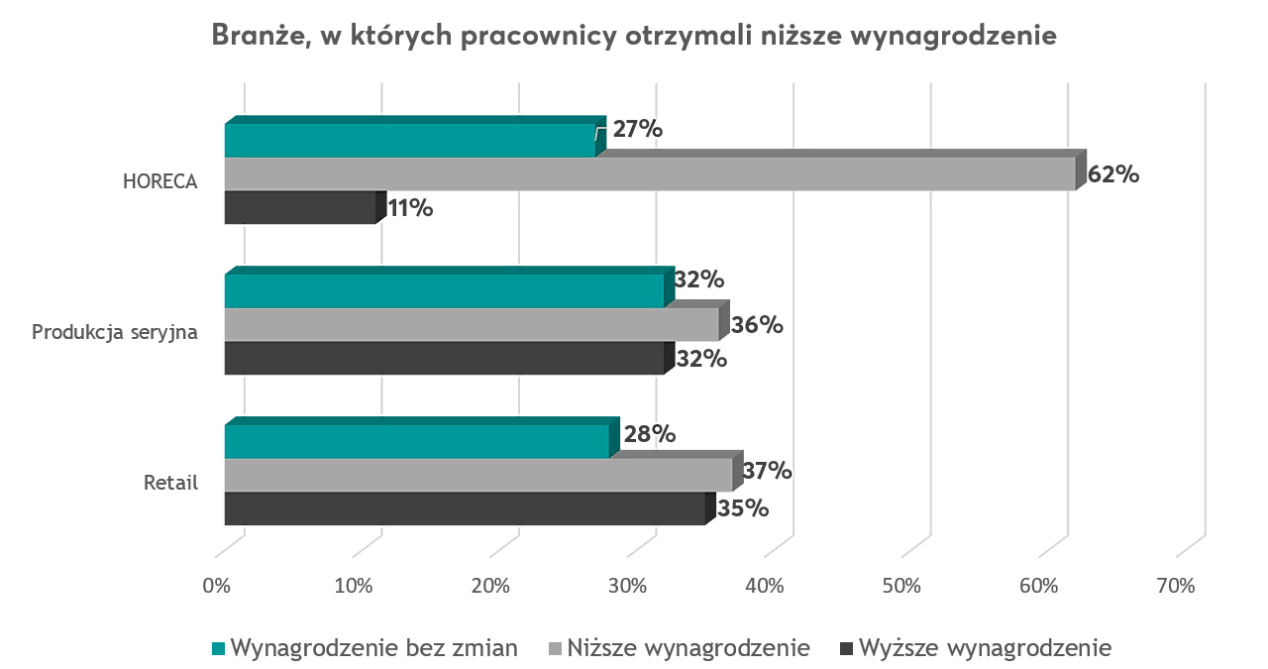 Branże, w których pracownicy otrzymali niższe wynagrodzenie
27%
HORECA
62%
11%
32%
Produkcja seryjna
36%
32%
28%
Retail
37%
35%
0% 10% 20% 30% 40% 50% 60% 70%
Wynagrodzenie bez zmian Niższe wynagrodzenie Wyższe wynagrodzenie